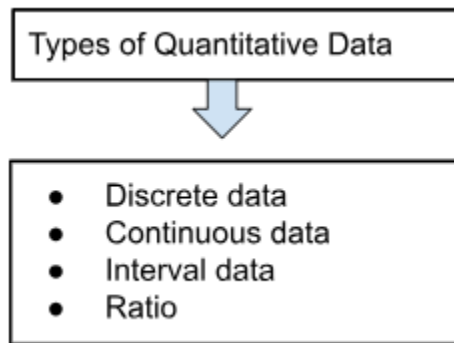 Types of Quantitative Data
● Discrete data
● Continuous data
● Interval data
● Ratio